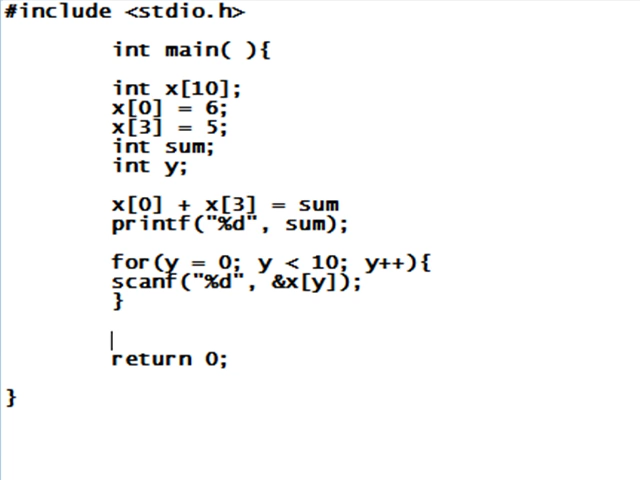 #include <stdio.h>
int main( ){
int x[10];
x[0] = 6;
x[3] = 5;
int sum;
int y;
x[0] + x[3] = sum
printf("%d", sum);
for(y = 0; y < 10; y++){
scanf("%d", &x[y]);
}
return 0;
}